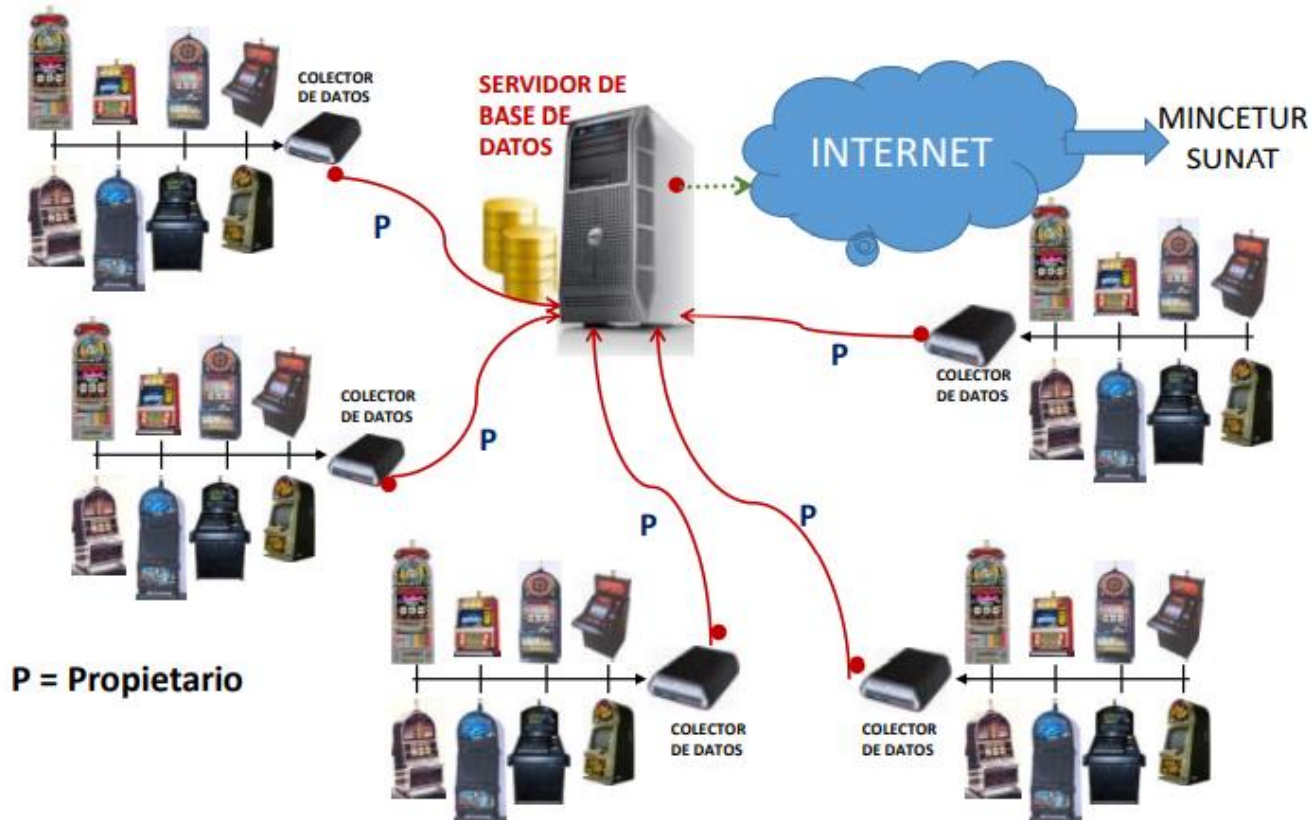 COLECTOR
DE DATOS
SERVIDOR DE
BASE DE
DATOS
INTERNET
MINCETUR
SUNAT
P
P
COLECTOR
DE DATOS
P
COLECTOR
DE DATOS
P
P
P = Propietario
COLECTOR
DE DATOS
COLECTOR
DE DATOS